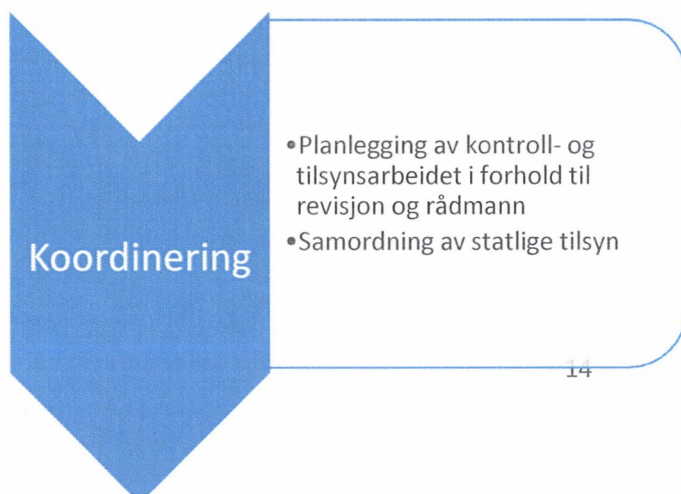 Koordinering
•Planlegging av kontroll- og
tilsynsarbeidet i forhold til
revisjon og rådmann
•Samordning av statlige tilsyn
14